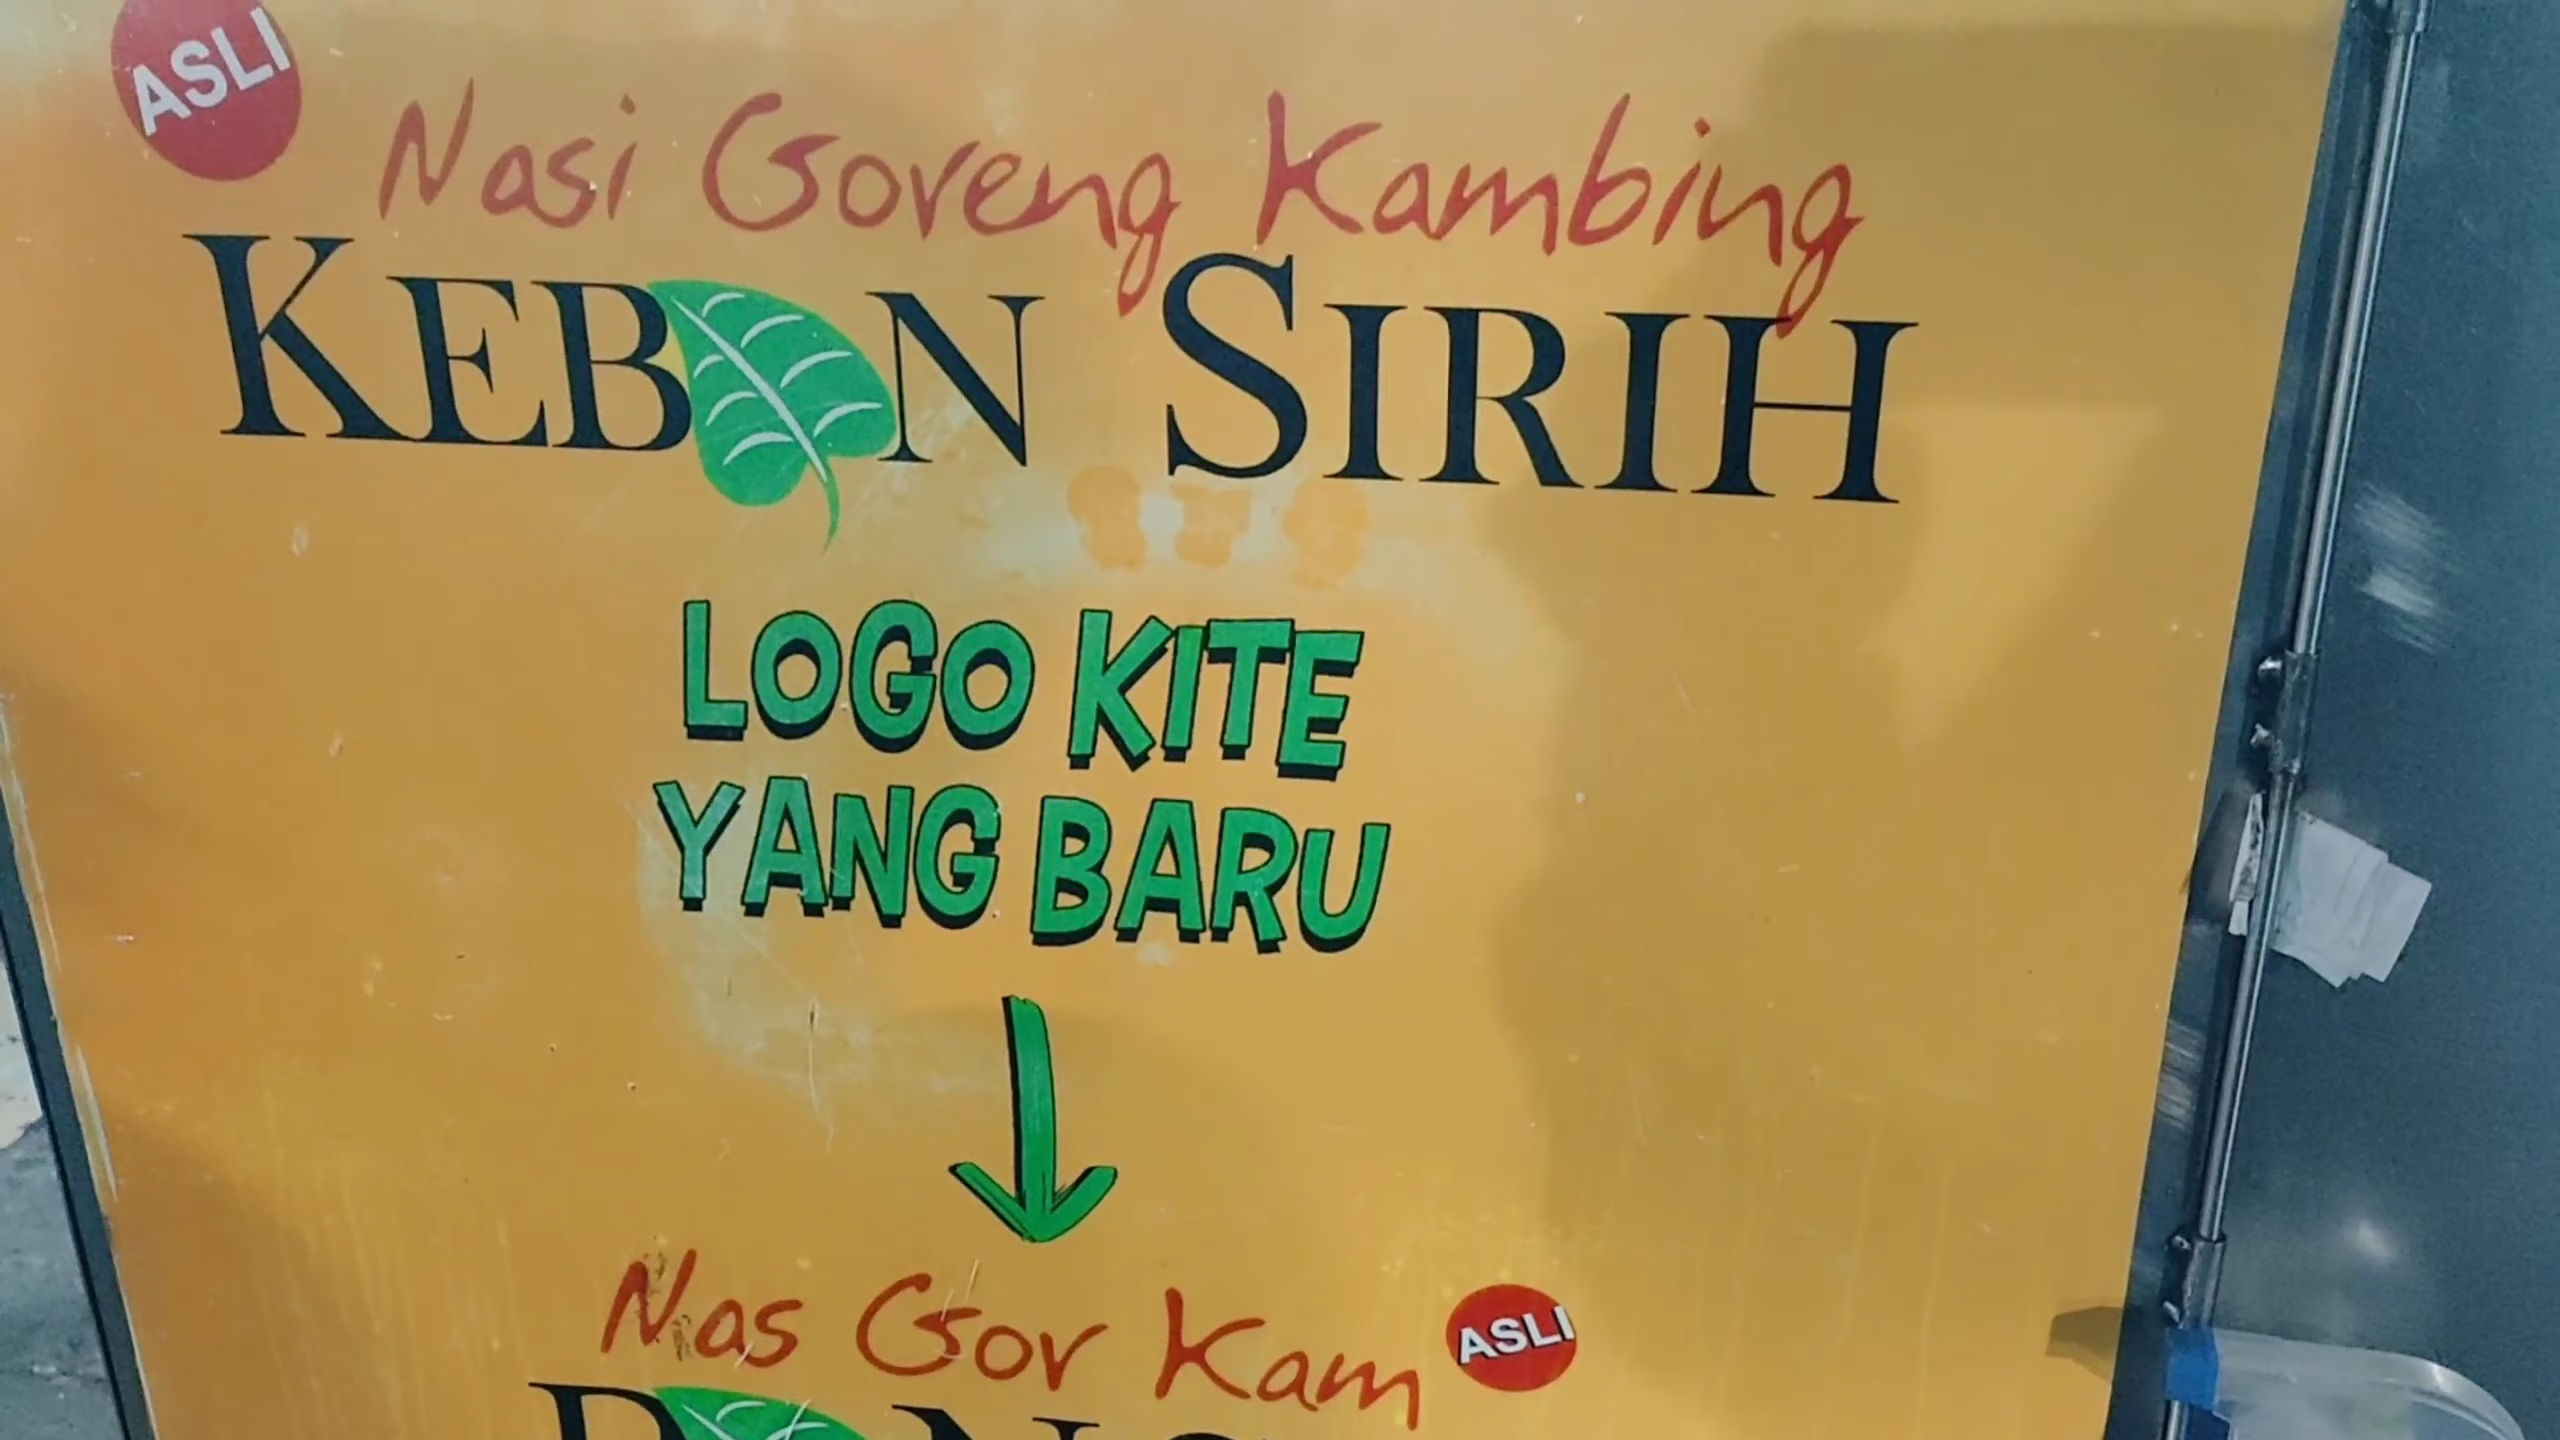 ASLI
Nasi Goreng Kambing
KEBON SIRIH
LOGO KITE
YANG BARU
Nas Gor Kam ASLI